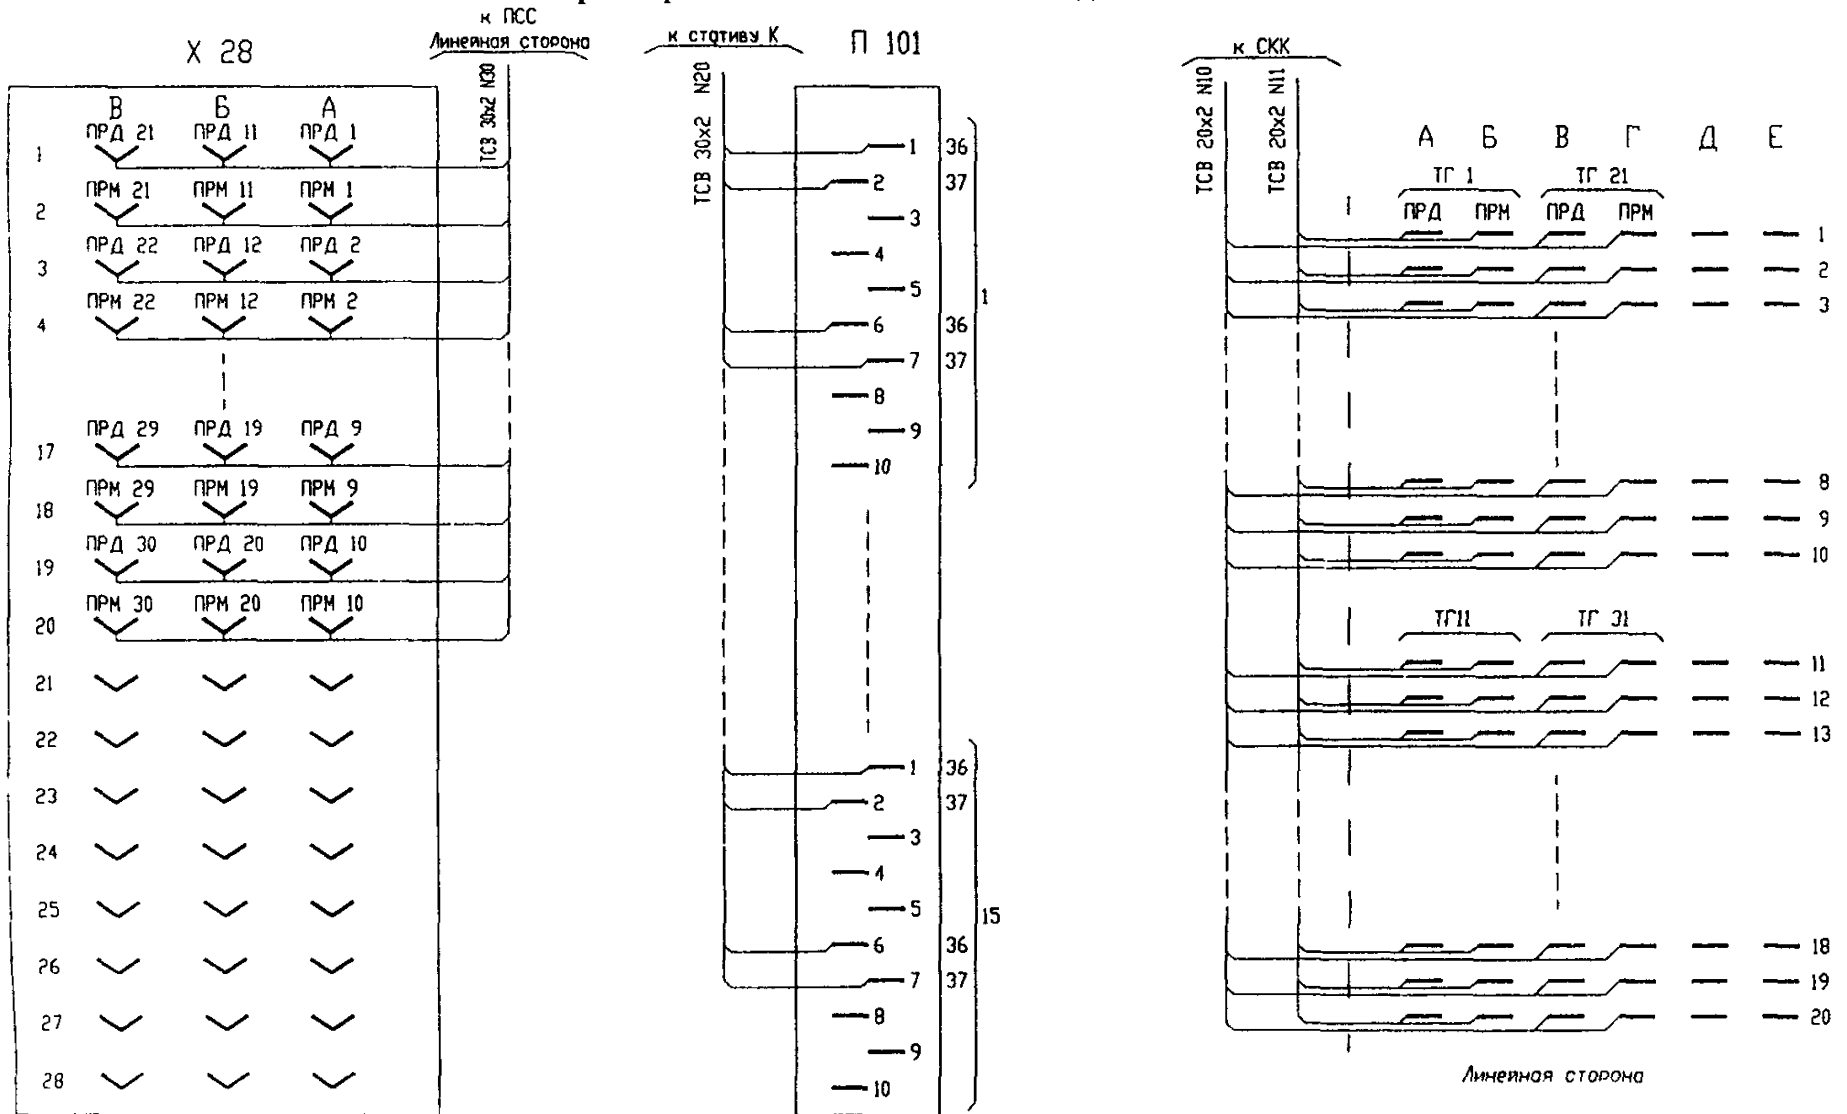 к ПСС
Линейная сторона
Х 28
ТСВ 30х2 N30
В Б А
ПРД 21 ПРД 11 ПРД 1
1
ПРМ 21 ПРМ 11 ПРМ 1
2
ПРД 22 ПРД 12 ПРД 2
3
ПРМ 22 ПРМ 12 ПРМ 2
4
ПРД 29 ПРД 19 ПРД 9
17
ПРМ 29 ПРМ 19 ПРМ 9
18
ПРД 30 ПРД 20 ПРД 10
19
ПРМ 30 ПРМ 20 ПРМ 10
20
21
22
23
24
25
26
27
28
к стативу К
П 101
ТСВ 30х2 N20
1 36
2 37
3
4
5
1
6 36
7 37
8
9
10
1 36
2 37
3
4
5
15
6 36
7 37
8
9
10
к СКК
ТСВ 20х2 N10
ТСВ 20х2 N11
А Б В Г Д Е
ТГ 1 ТГ 21
ПРД ПРМ ПРД ПРМ
1
2
3
8
9
10
ТГ11 ТГ 31
11
12
13
18
19
20
Линейная сторона